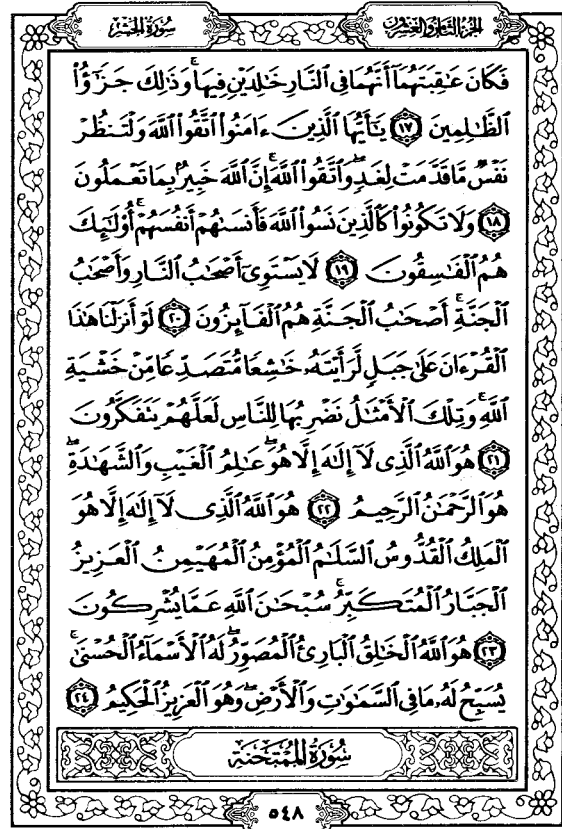 الجزء الثامن والعشرون
سورة الحشر
فَكَانَ عَٰقِبَتَهُمَآ أَنَّهُمَا فِى ٱلنَّارِ خَٰلِدَيْنِ فِيهَا ۚ وَذَٰلِكَ جَزَٰٓؤُا۟
ٱلظَّٰلِمِينَ ١٧ يَٰٓأَيُّهَا ٱلَّذِينَ ءَامَنُوا۟ ٱتَّقُوا۟ ٱللَّهَ وَلْتَنظُرْ
نَفْسٌ مَّا قَدَّمَتْ لِغَدٍ ۖ وَٱتَّقُوا۟ ٱللَّهَ ۚ إِنَّ ٱللَّهَ خَبِيرٌۢ بِمَا تَعْمَلُونَ
١٨ وَلَا تَكُونُوا۟ كَٱلَّذِينَ نَسُوا۟ ٱللَّهَ فَأَنسَىٰهُمْ أَنفُسَهُمْ ۚ أُو۟لَٰٓئِكَ
هُمُ ٱلْفَٰسِقُونَ ١٩ لَا يَسْتَوِىٓ أَصْحَٰبُ ٱلنَّارِ وَأَصْحَٰبُ
ٱلْجَنَّةِ ۚ أَصْحَٰبُ ٱلْجَنَّةِ هُمُ ٱلْفَآئِزُونَ ٢٠ لَوْ أَنزَلْنَا هَٰذَا
ٱلْقُرْءَانَ عَلَىٰ جَبَلٍ لَّرَأَيْتَهُۥ خَٰشِعًا مُّتَصَدِّعًا مِّنْ خَشْيَةِ
ٱللَّهِ ۚ وَتِلْكَ ٱلْأَمْثَٰلُ نَضْرِبُهَا لِلنَّاسِ لَعَلَّهُمْ يَتَفَكَّرُونَ
٢١ هُوَ ٱللَّهُ ٱلَّذِى لَآ إِلَٰهَ إِلَّا هُوَ ۖ عَٰلِمُ ٱلْغَيْبِ وَٱلشَّهَٰدَةِ ۖ
هُوَ ٱلرَّحْمَٰنُ ٱلرَّحِيمُ ٢٢ هُوَ ٱللَّهُ ٱلَّذِى لَآ إِلَٰهَ إِلَّا هُوَ
ٱلْمَلِكُ ٱلْقُدُّوسُ ٱلسَّلَٰمُ ٱلْمُؤْمِنُ ٱلْمُهَيْمِنُ ٱلْعَزِيزُ
ٱلْجَبَّارُ ٱلْمُتَكَبِّرُ ۚ سُبْحَٰنَ ٱللَّهِ عَمَّا يُشْرِكُونَ
٢٣ هُوَ ٱللَّهُ ٱلْخَٰلِقُ ٱلْبَارِئُ ٱلْمُصَوِّرُ ۖ لَهُ ٱلْأَسْمَآءُ ٱلْحُسْنَىٰ ۚ
يُسَبِّحُ لَهُۥ مَا فِى ٱلسَّمَٰوَٰتِ وَٱلْأَرْضِ ۖ وَهُوَ ٱلْعَزِيزُ ٱلْحَكِيمُ ٢٤
سُورَةُ المُمْتَحنَة
٥٤٨